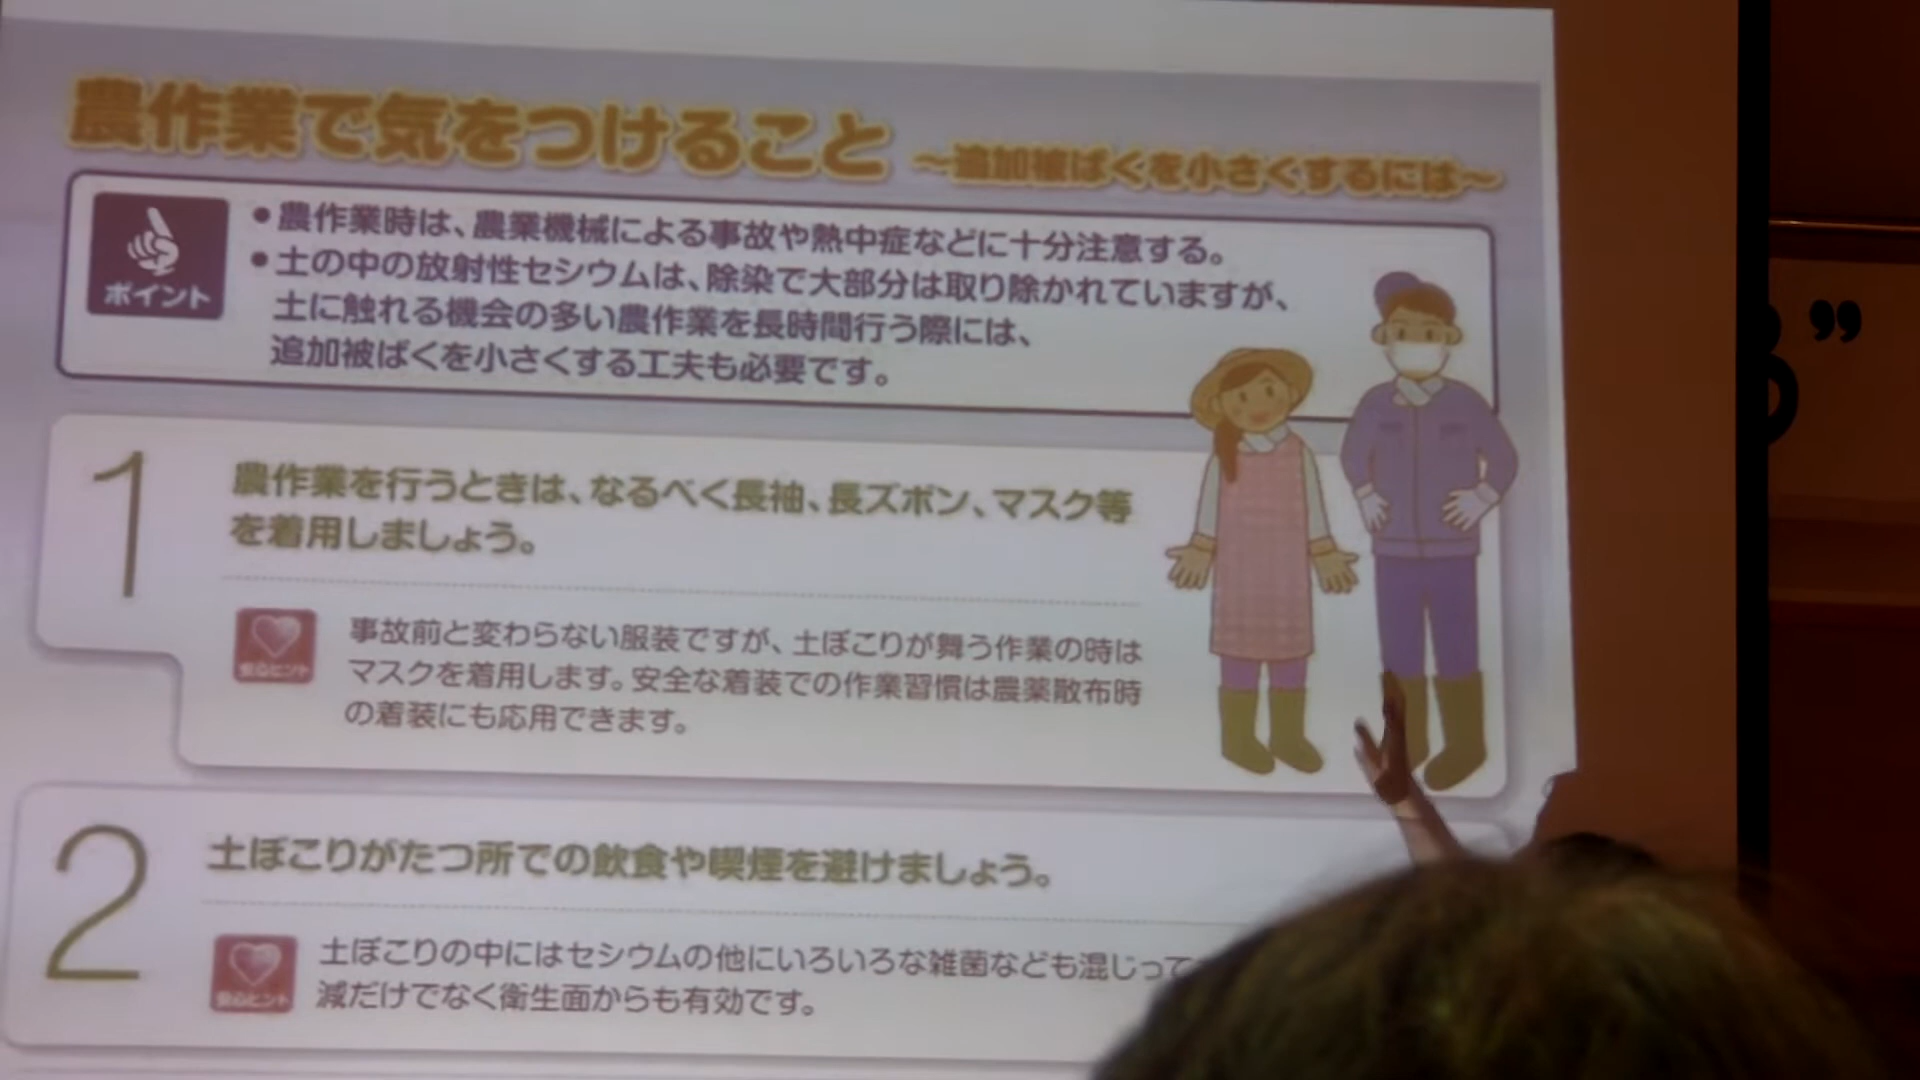 農作業で気をつけること ～追加被ばくを小さくするには～
ポイント
●農作業時は、農業機械による事故や熱中症などに十分注意する。
●土の中の放射性セシウムは、除染で大部分は取り除かれていますが、
土に触れる機会の多い農作業を長時間行う際には、
追加被ばくを小さくする工夫も必要です。
1
農作業を行うときは、なるべく長袖、長ズボン、マスク等
を着用しましょう。
安心ヒント
事故前と変わらない服装ですが、土ぼこりが舞う作業の時は
マスクを着用します。安全な着装での作業習慣は農薬散布時
の着装にも応用できます。
2
土ぼこりがたつ所での飲食や喫煙を避けましょう。
安心ヒント
土ぼこりの中にはセシウムの他にいろいろな雑菌なども混じって
減だけでなく衛生面からも有効です。
”